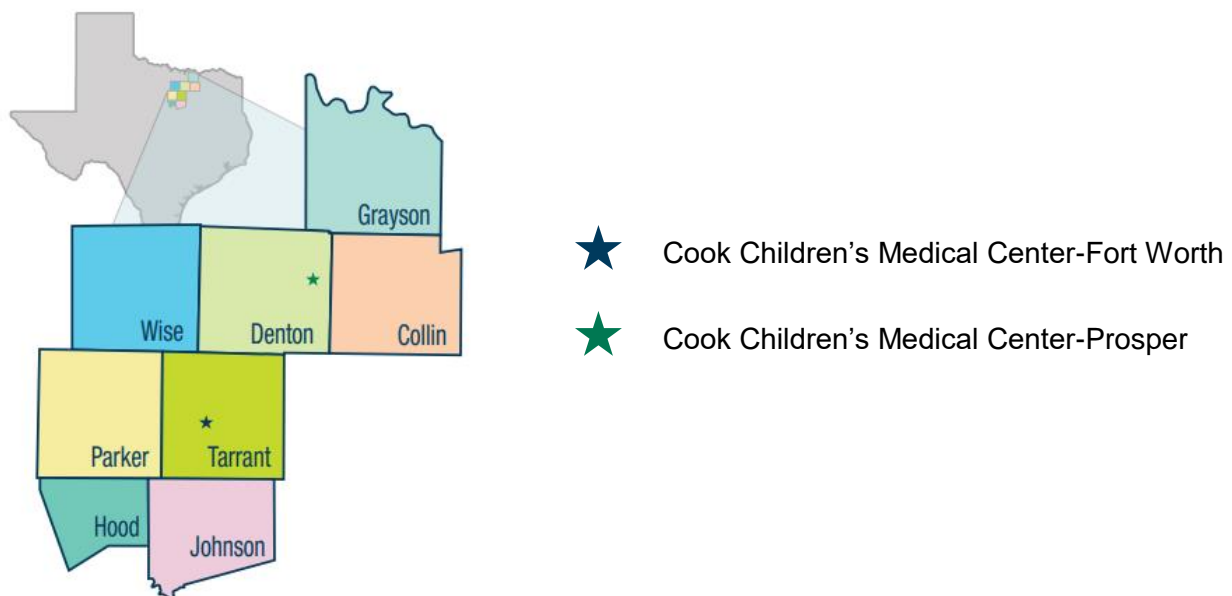 Grayson
Cook Children’s Medical Center-Fort Worth
Wise
Denton
Collin
Cook Children’s Medical Center-Prosper
Parker
Tarrant
Hood
Johnson